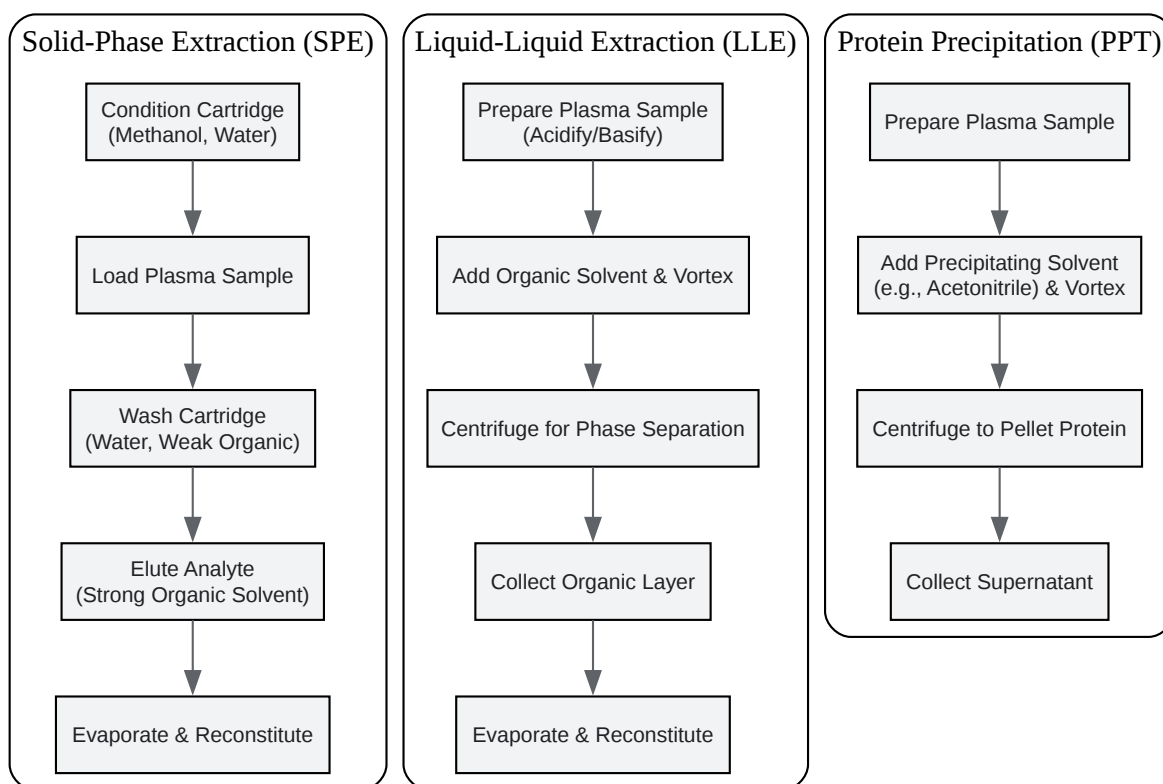 Solid-Phase Extraction (SPE)
Condition Cartridge
(Methanol, Water)
Load Plasma Sample
Wash Cartridge
(Water, Weak Organic)
Elute Analyte
(Strong Organic Solvent)
Evaporate & Reconstitute
Liquid-Liquid Extraction (LLE)
Prepare Plasma Sample
(Acidify/Basify)
Add Organic Solvent & Vortex
Centrifuge for Phase Separation
Collect Organic Layer
Evaporate & Reconstitute
Protein Precipitation (PPT)
Prepare Plasma Sample
Add Precipitating Solvent
(e.g., Acetonitrile) & Vortex
Centrifuge to Pellet Protein
Collect Supernatant